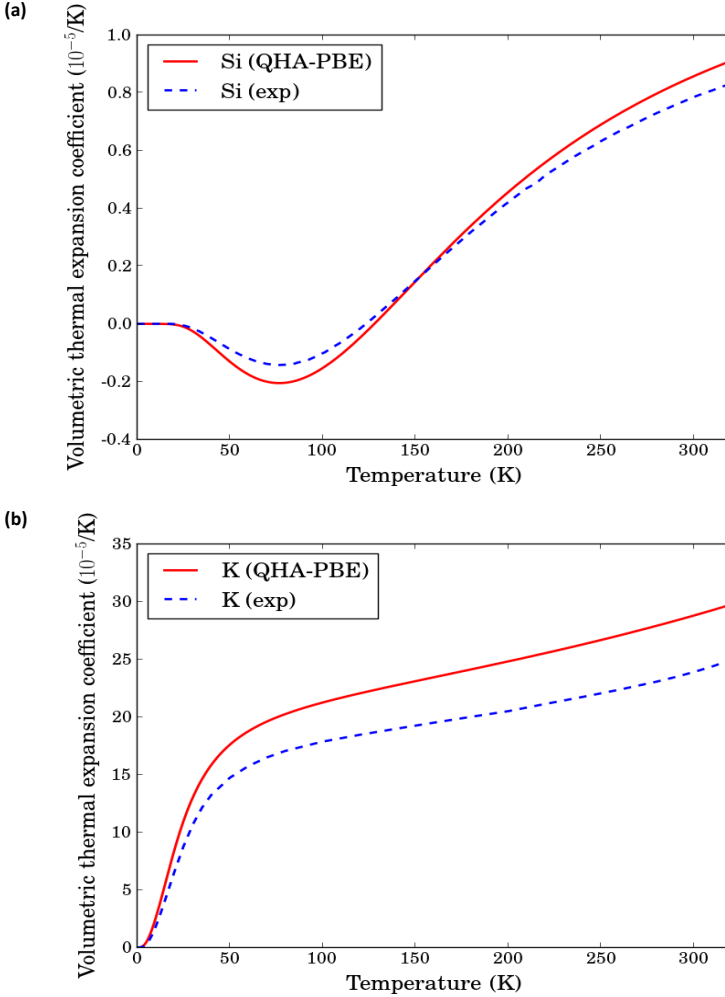 (a)
Volumetric thermal expansion coefficient (10⁻⁵/K)
1.0
0.8
0.6
0.4
0.2
0.0
-0.2
-0.4
Si (QHA-PBE)
Si (exp)
0 50 100 150 200 250 300
Temperature (K)
(b)
Volumetric thermal expansion coefficient (10⁻⁵/K)
35
30
25
20
15
10
5
0
K (QHA-PBE)
K (exp)
0 50 100 150 200 250 300
Temperature (K)